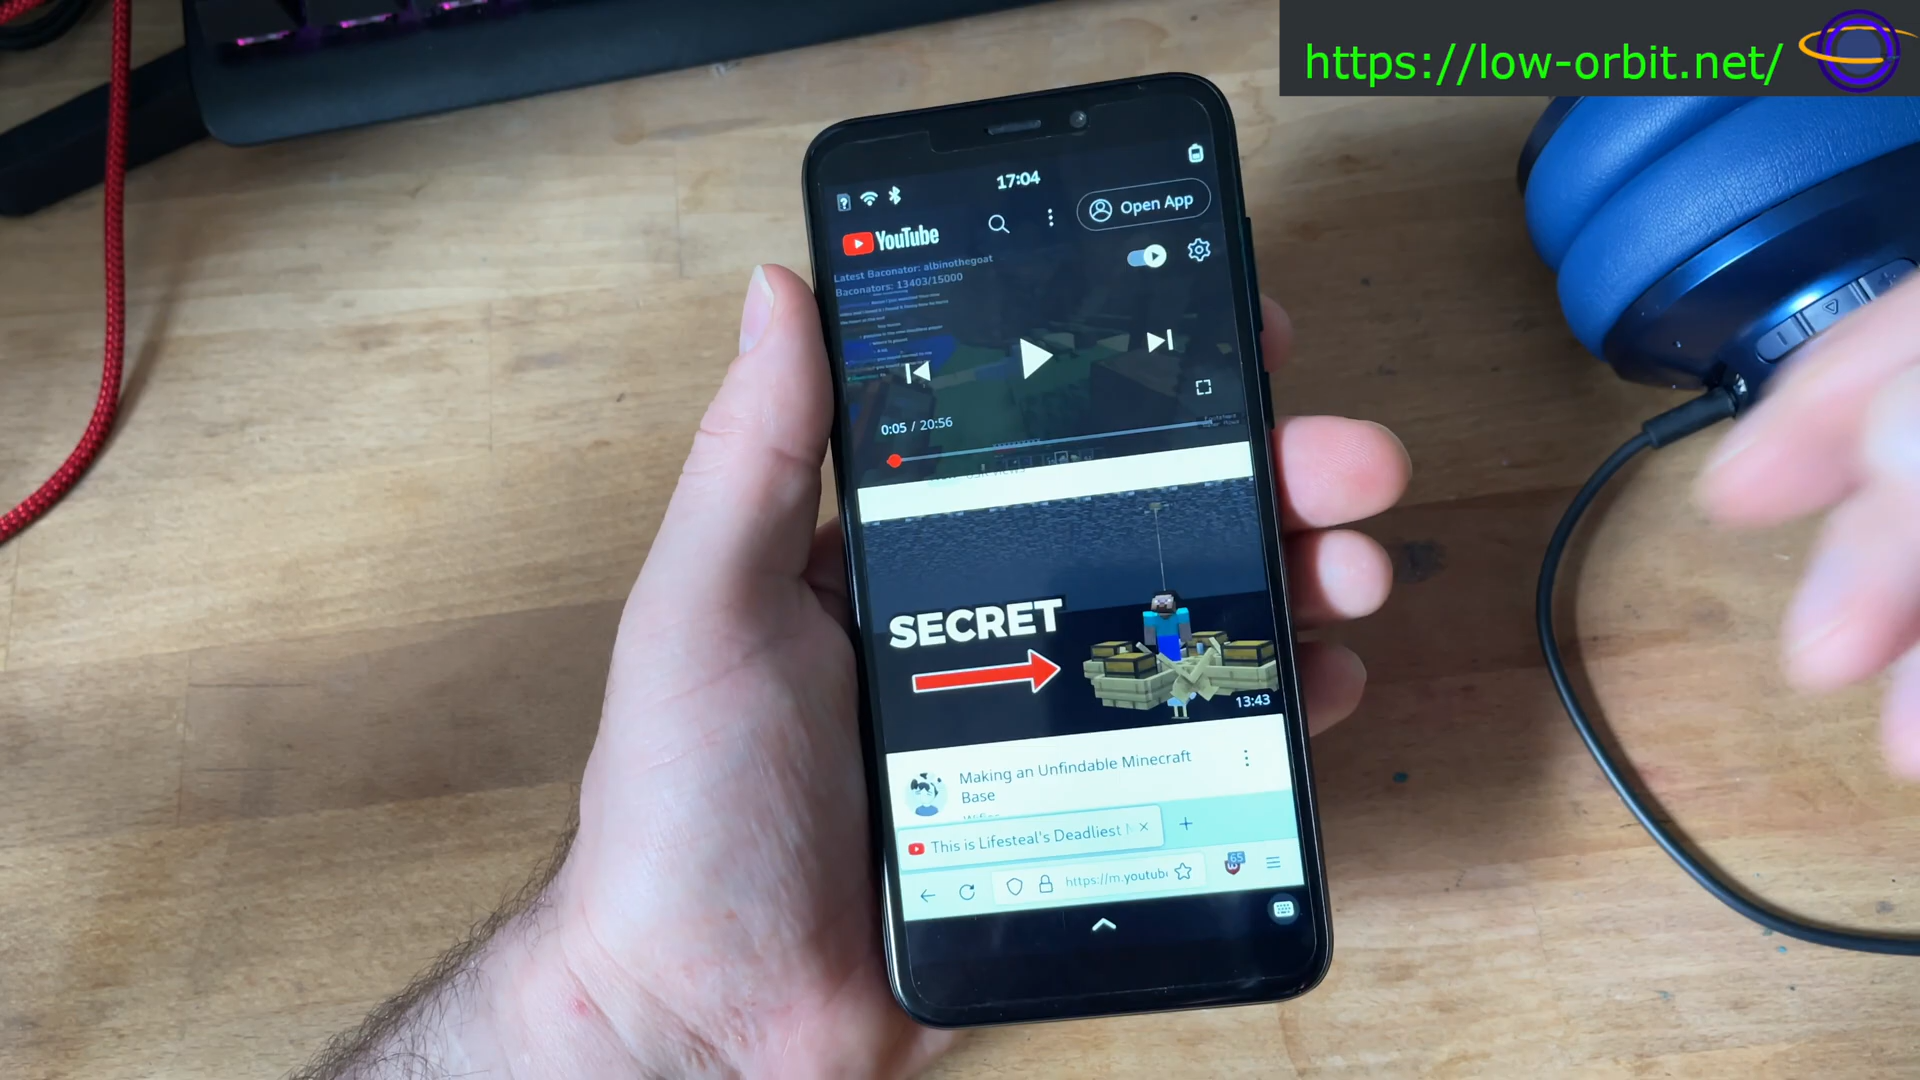 https://low-orbit.net/
17:04
YouTube
Open App
Latest Baconator: albinothegoat
Baconators: 13403/15000
0:05 / 20:56
SECRET
13:43
Making an Unfindable Minecraft
Base
This is Lifesteal's Deadliest
https://m.youtub
65